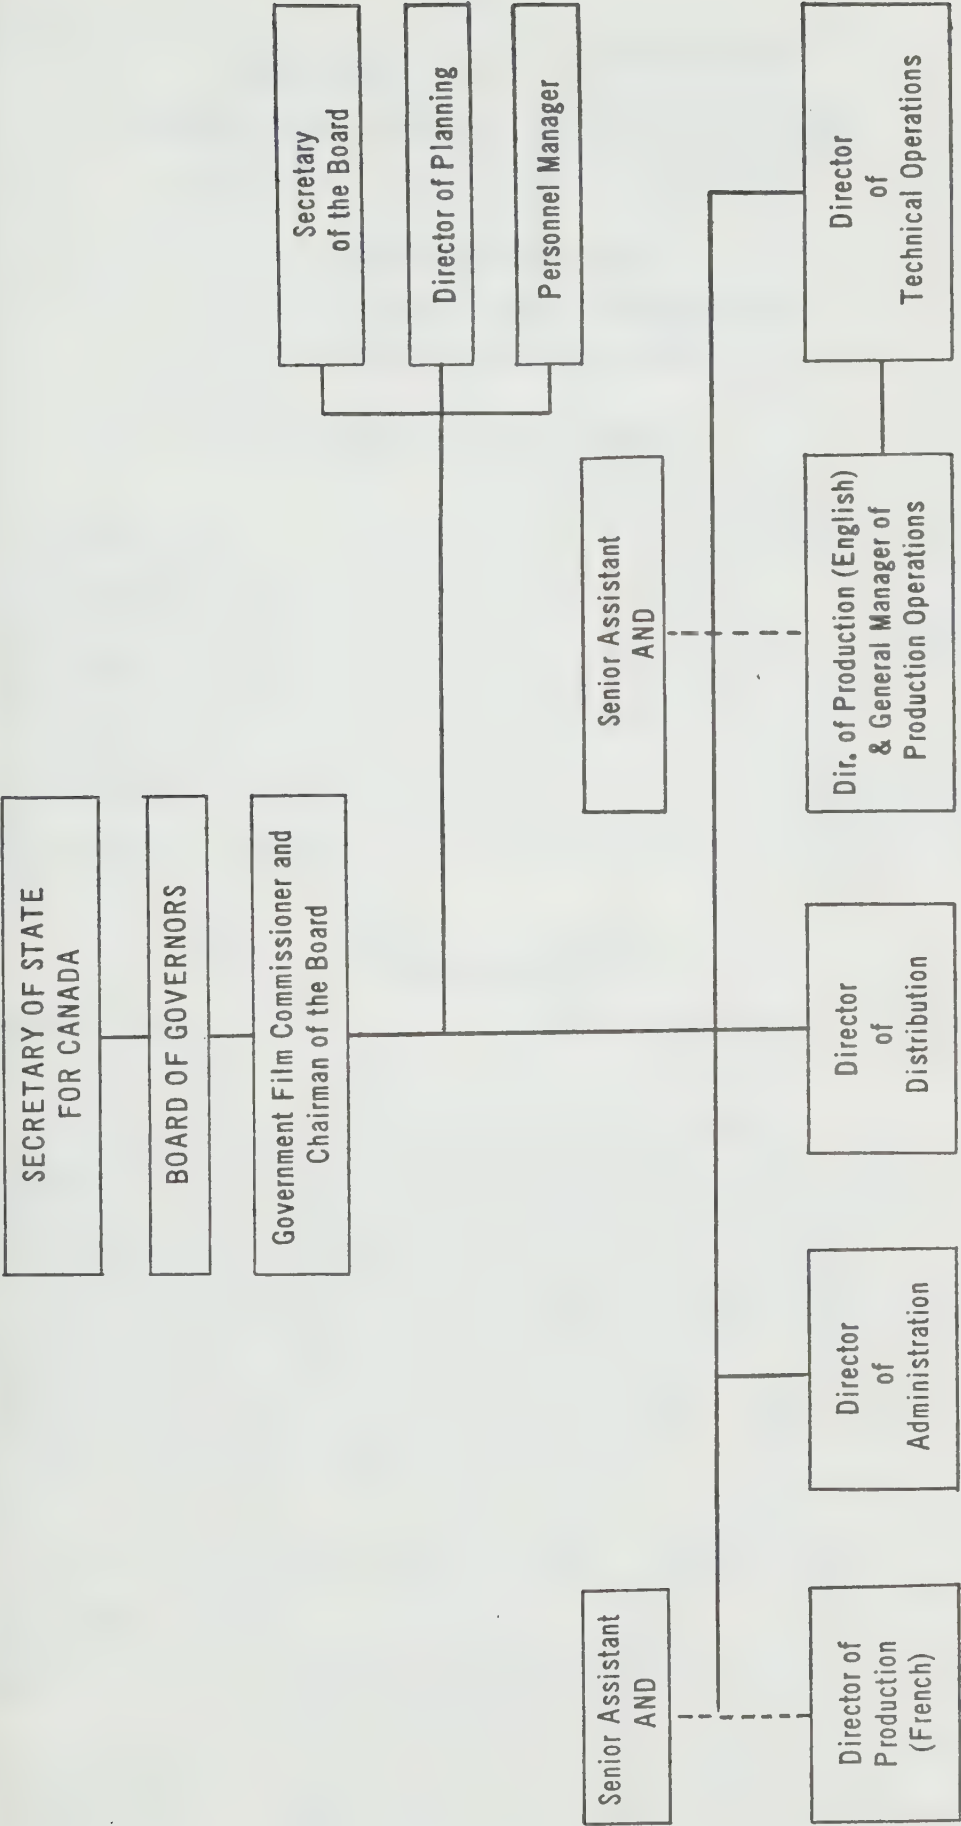 SECRETARY OF STATE
FOR CANADA
BOARD OF GOVERNORS
Government Film Commissioner and
Chairman of the Board
Secretary
of the Board
Director of Planning
Personnel Manager
Senior Assistant
AND
Senior Assistant
AND
Director of
Production
(French)
Director
of
Administration
Director
of
Distribution
Dir. of Production (English)
& General Manager of
Production Operations
Director
of
Technical Operations